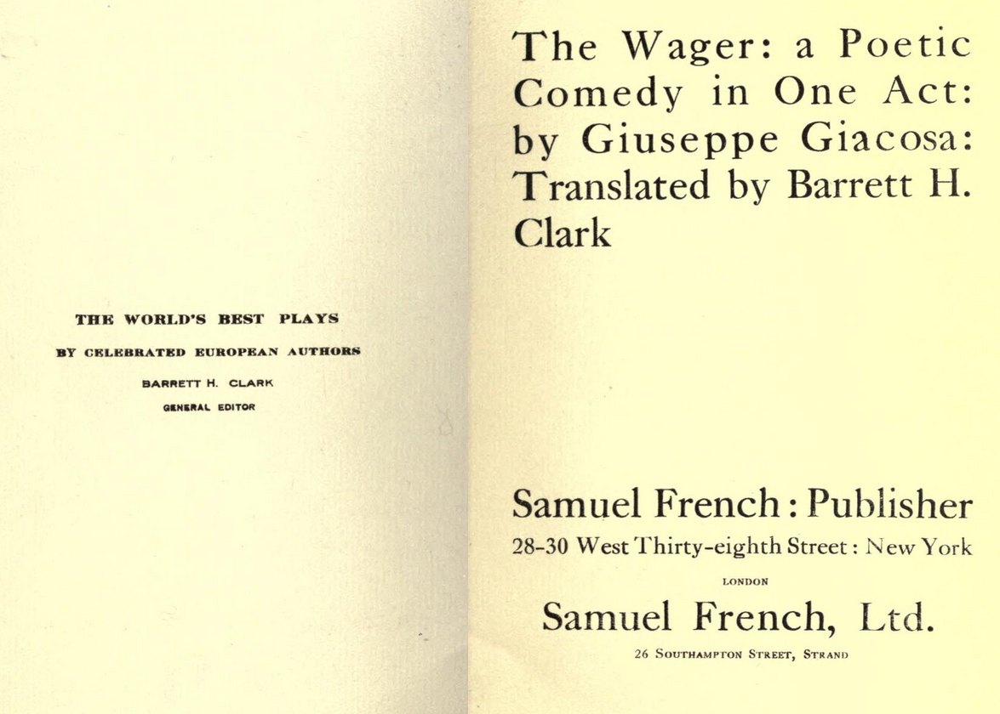 THE WORLD'S BEST PLAYS
BY CELEBRATED EUROPEAN AUTHORS
BARRETT H. CLARK
GENERAL EDITOR
The Wager: a Poetic
Comedy in One Act:
by Giuseppe Giacosa:
Translated by Barrett H.
Clark
Samuel French : Publisher
28-30 West Thirty-eighth Street : New York
LONDON
Samuel French, Ltd.
26 SOUTHAMPTON STREET, STRAND